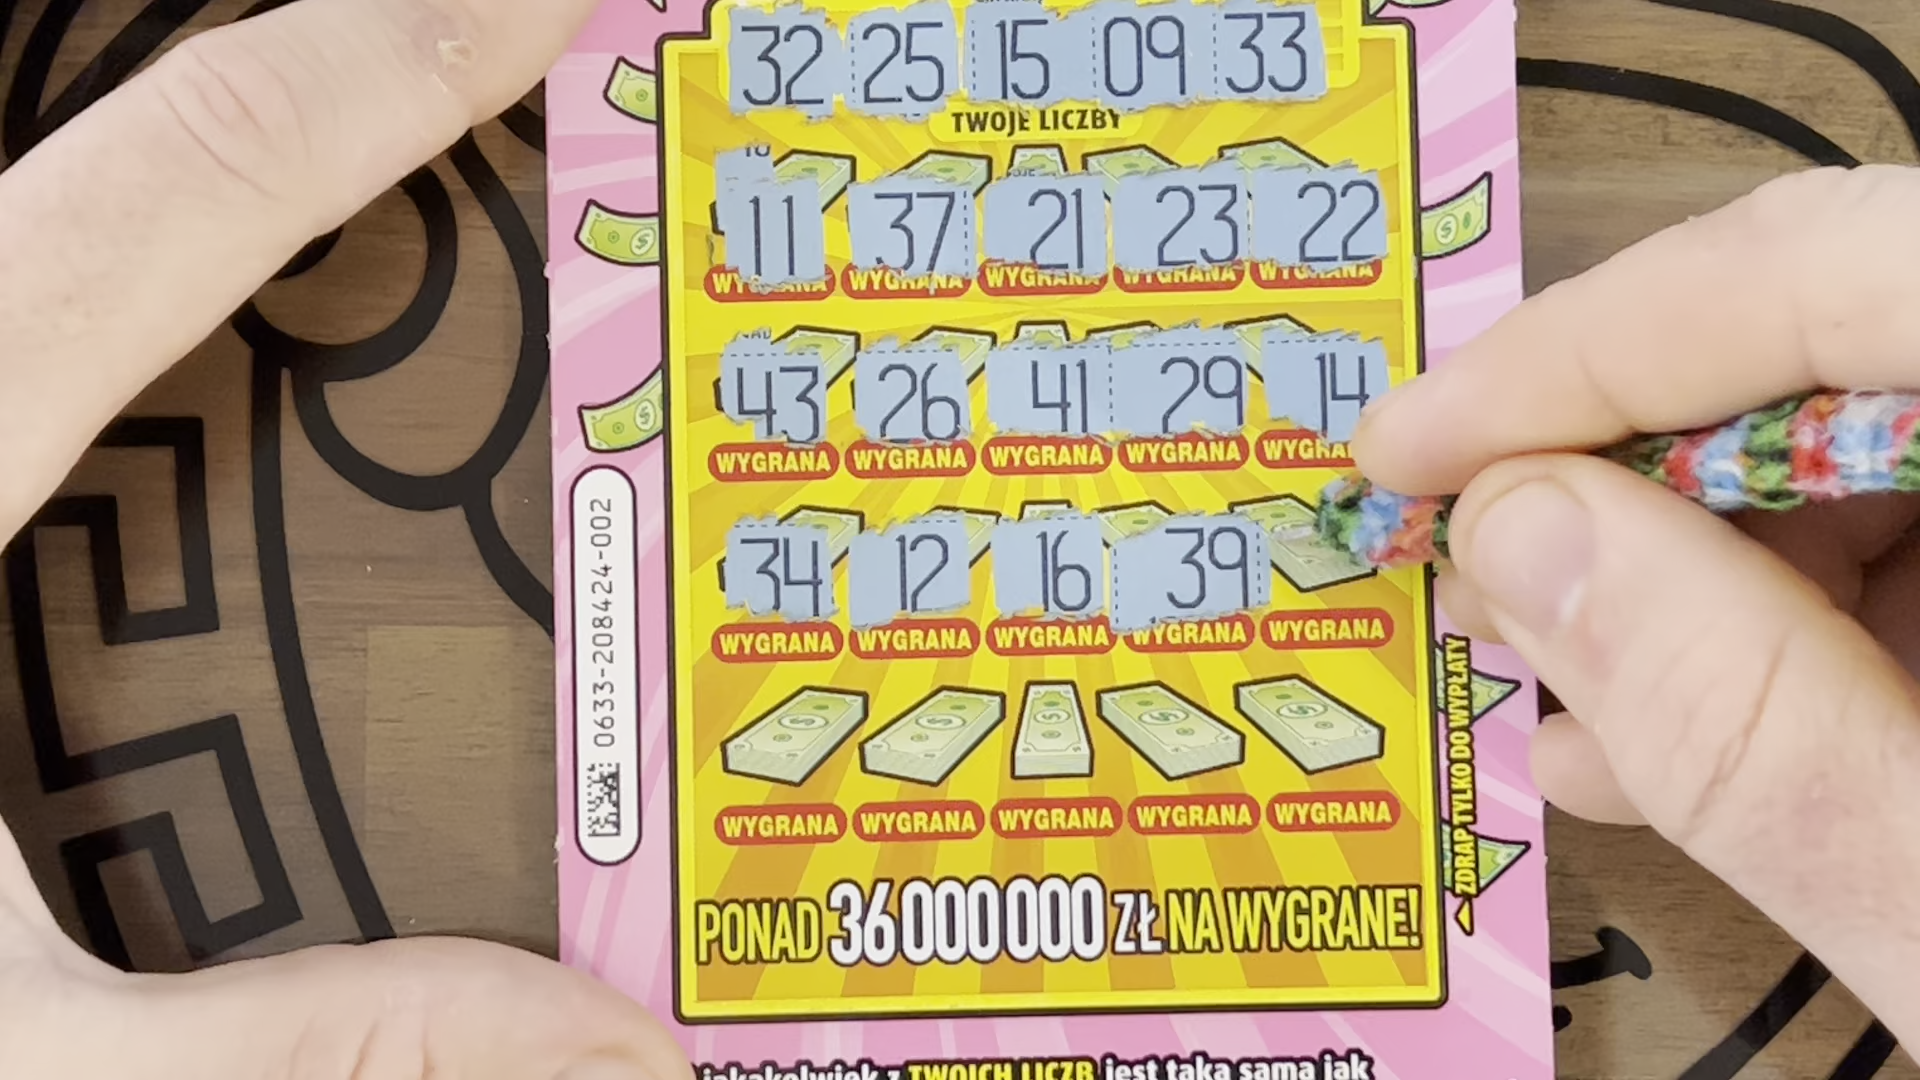 32 25 15 09 33
TWOJE LICZBY
11 37 21 23 22
WYGRANA WYGRANA WYGRANA WYGRANA WYGRANA
43 26 41 29 14
WYGRANA WYGRANA WYGRANA WYGRANA
34 12 16 39
WYGRANA WYGRANA WYGRANA WYGRANA WYGRANA
WYGRANA WYGRANA WYGRANA WYGRANA WYGRANA
PONAD 36 000 000 ZŁ NA WYGRANE!
jakakolwiek z TWOICH LICZB jest taka sama jak
0633-208424-002
ZDRAP TYLKO DO WYPŁATY